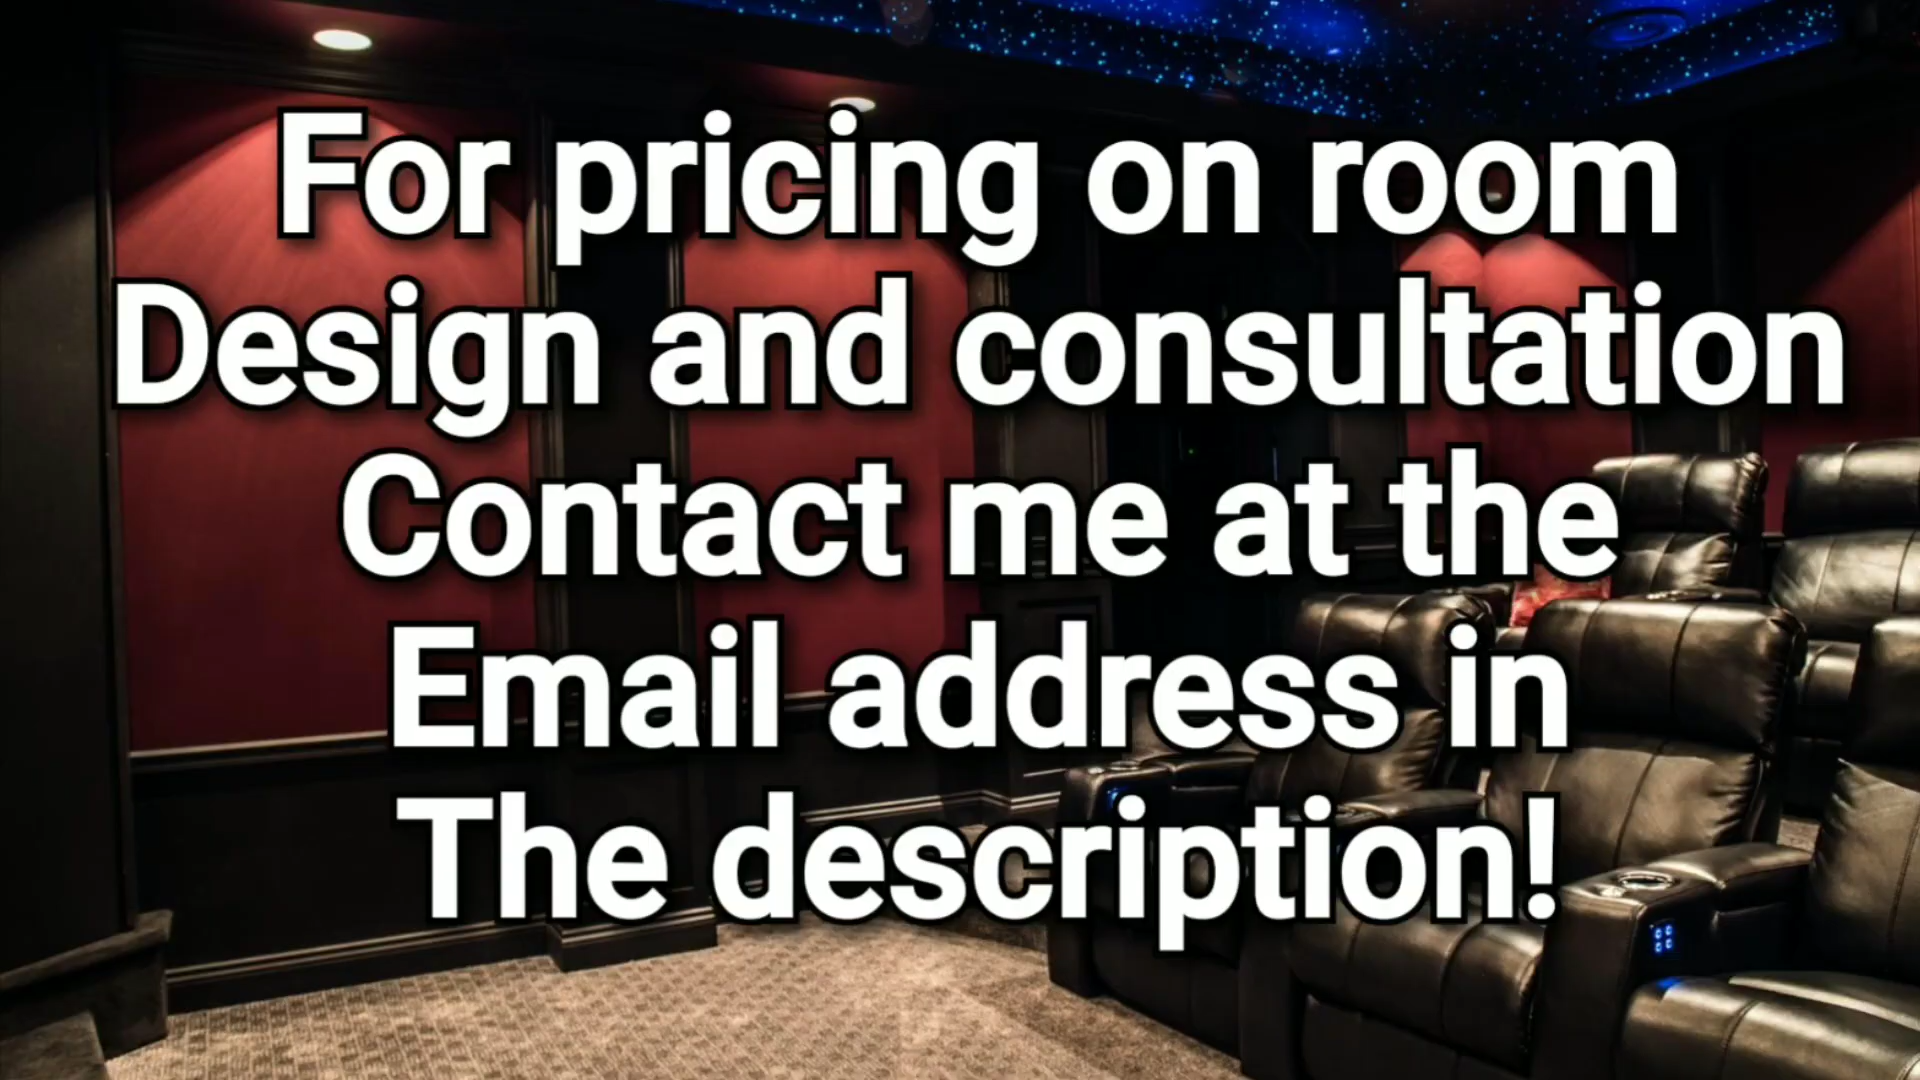 For pricing on room
Design and consultation
Contact me at the
Email address in
The description!